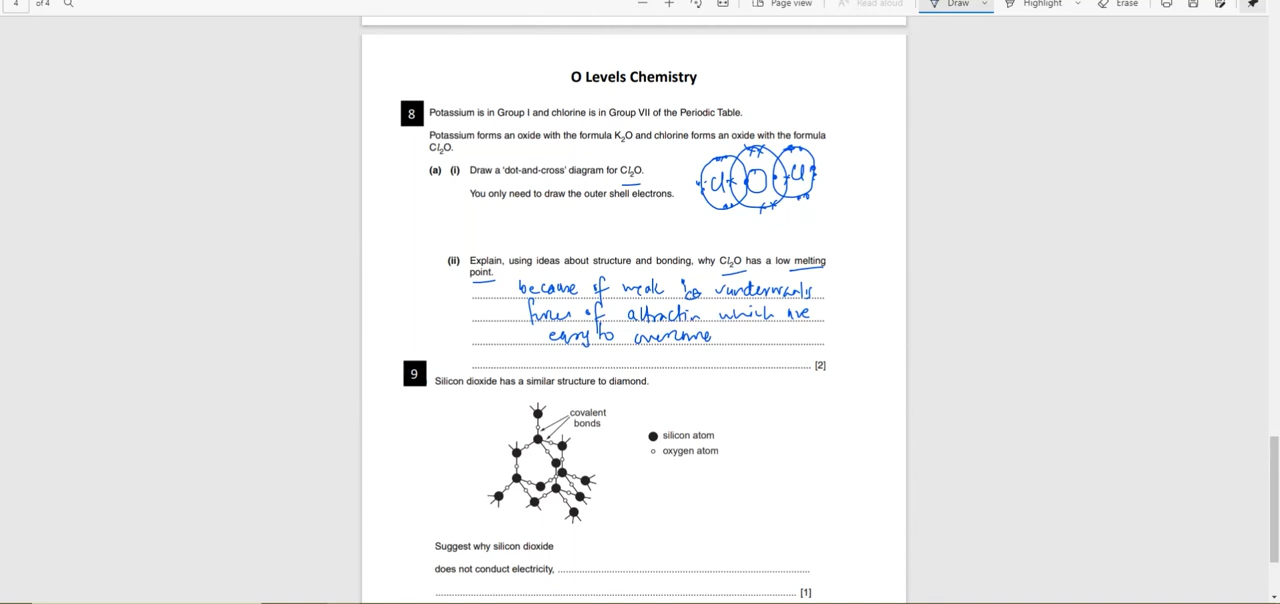 4 of 4
Page view
Read aloud
Draw
Highlight
Erase
O Levels Chemistry
8 Potassium is in Group I and chlorine is in Group VII of the Periodic Table.
Potassium forms an oxide with the formula K₂O and chlorine forms an oxide with the formula
Cl₂O.
(a) (i) Draw a 'dot-and-cross' diagram for Cl₂O.
You only need to draw the outer shell electrons.
Cl O Cl
(ii) Explain, using ideas about structure and bonding, why Cl₂O has a low melting
point.
because of weak vanderwaals
forces of attraction which are
easy to overcome
[2]
9
Silicon dioxide has a similar structure to diamond.
covalent
bonds
silicon atom
oxygen atom
Suggest why silicon dioxide
does not conduct electricity,
[1]